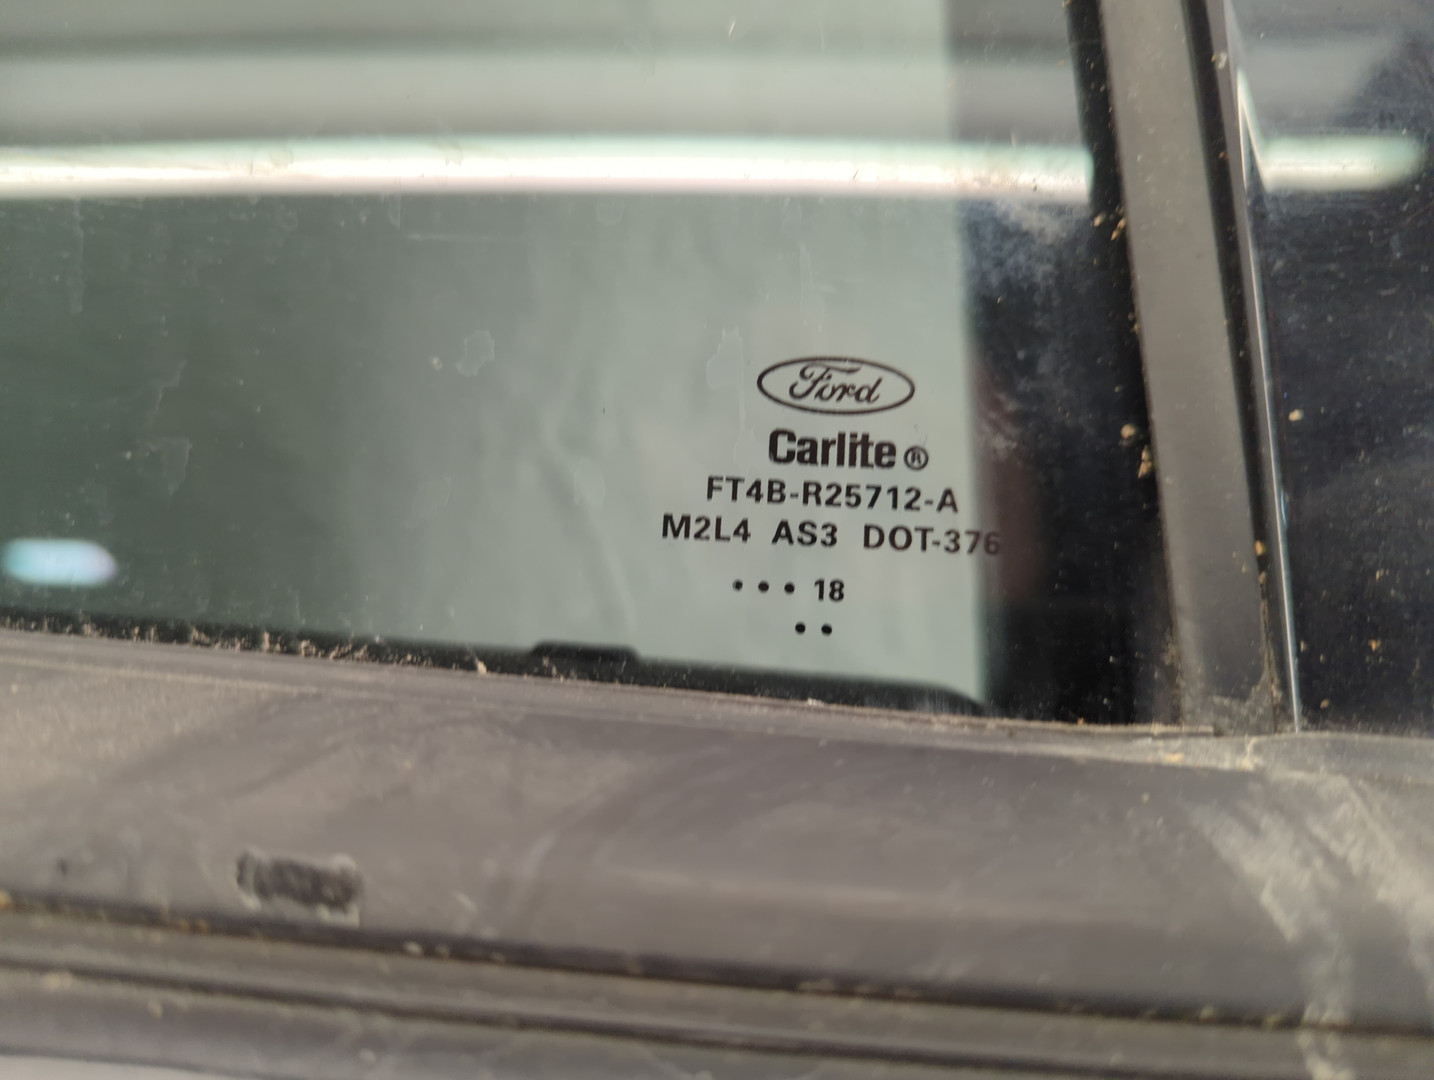 Ford
Carlite®
FT4B-R25712-A
M2L4 AS3 DOT-376
• • • 18
• •